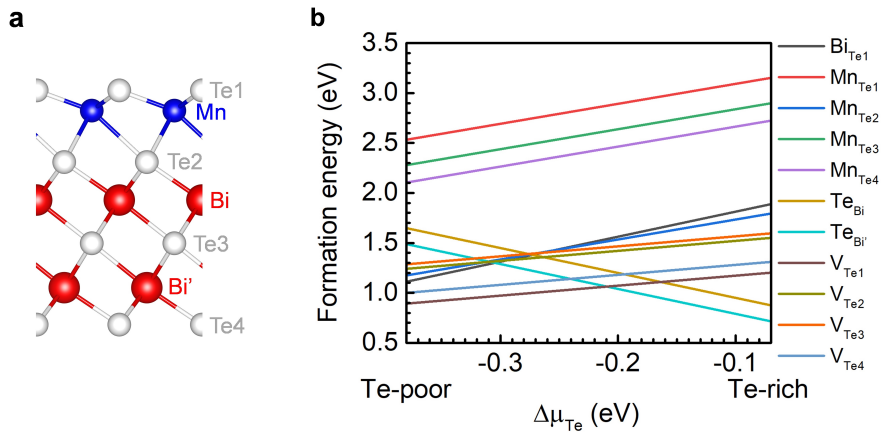 a
Te1
Mn
Te2
Bi
Te3
Bi'
Te4
b
Formation energy (eV)
3.5
3.0
2.5
2.0
1.5
1.0
0.5
-0.3
-0.2
-0.1
Te-poor
Te-rich
Δμ_Te (eV)
Bi_Te1
Mn_Te1
Mn_Te2
Mn_Te3
Mn_Te4
Te_Bi
Te_Bi'
V_Te1
V_Te2
V_Te3
V_Te4